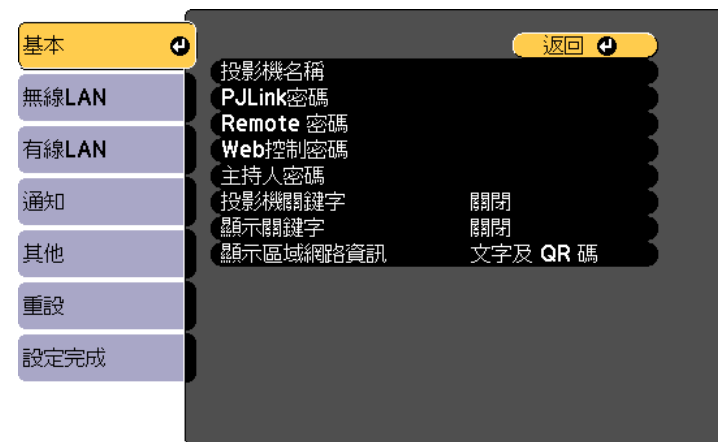 基本
無線LAN
有線LAN
通知
其他
重設
設定完成
返回
投影機名稱
PJLink密碼
Remote 密碼
Web控制密碼
主持人密碼
投影機關鍵字 關閉
顯示關鍵字 關閉
顯示區域網路資訊 文字及 QR 碼